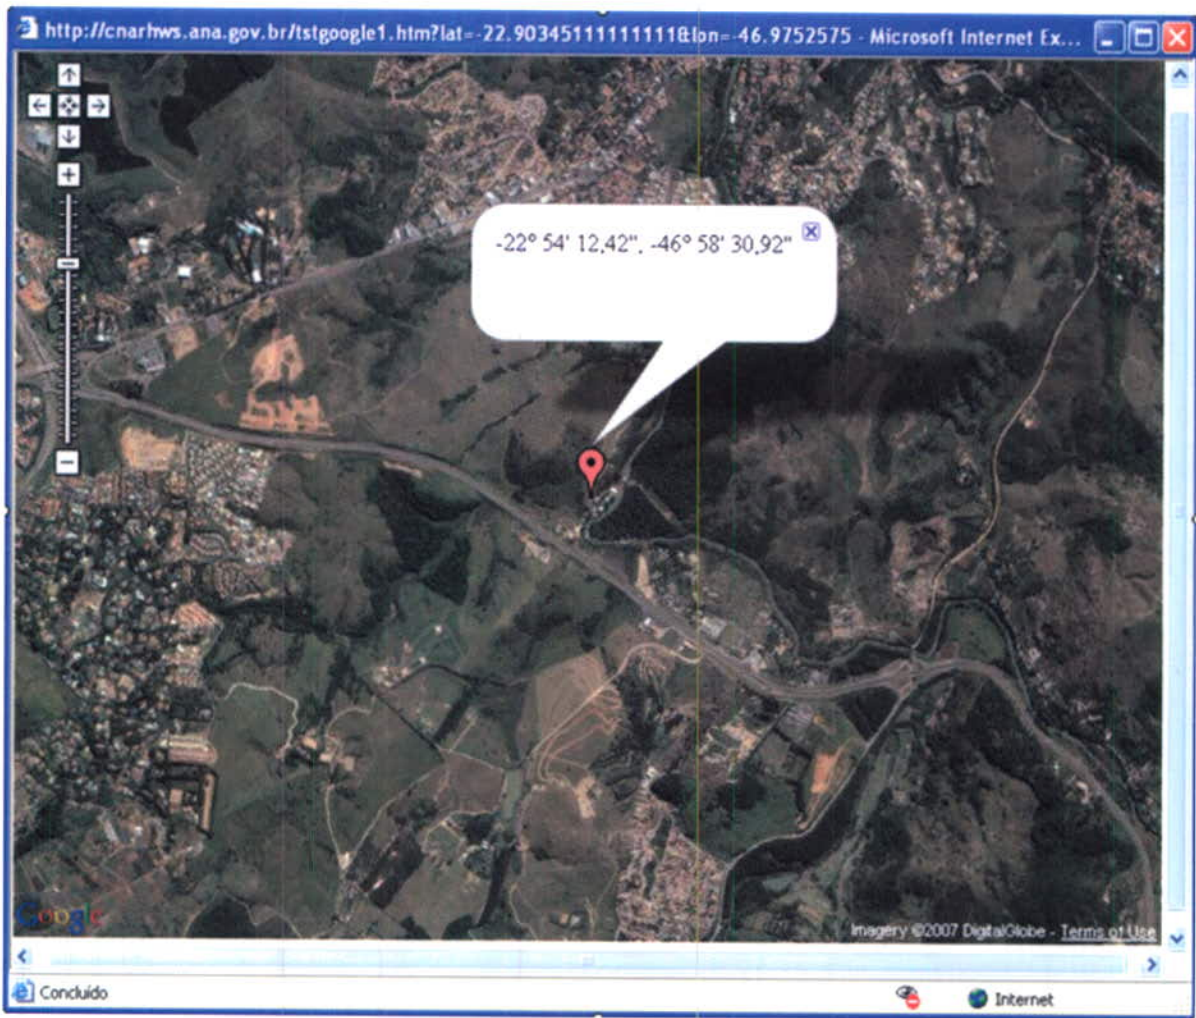 http://cnarhws.ana.gov.br/tstgoogle1.htm?lat=-22.90345111111111&lon=-46.9752575 - Microsoft Internet Ex...
-22° 54' 12,42", -46° 58' 30,92"
Google
Imagery ©2007 DigitalGlobe - Terms of Use
Concluído
Internet